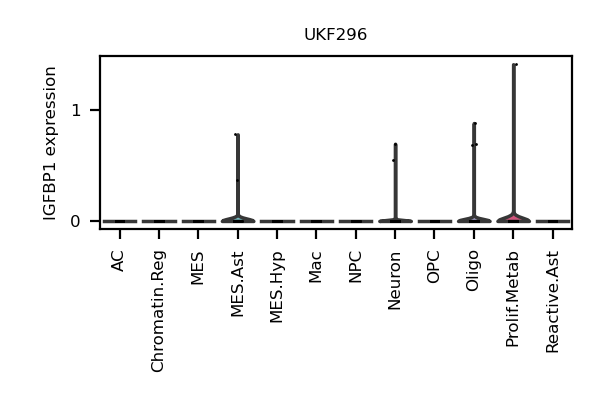 UKF296
IGFBP1 expression
1
0
AC
Chromatin.Reg
MES
MES.Ast
MES.Hyp
Mac
NPC
Neuron
OPC
Oligo
Prolif.Metab
Reactive.Ast